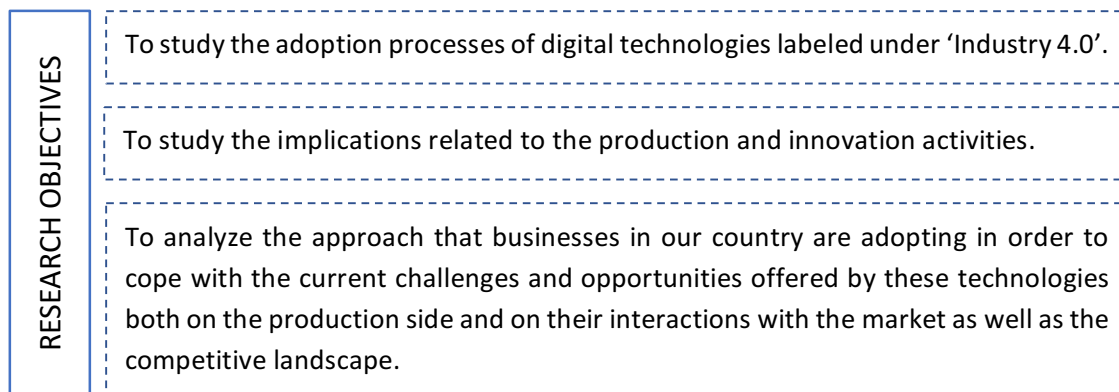 RESEARCH OBJECTIVES
To study the adoption processes of digital technologies labeled under ‘Industry 4.0’.
To study the implications related to the production and innovation activities.
To analyze the approach that businesses in our country are adopting in order to
cope with the current challenges and opportunities offered by these technologies
both on the production side and on their interactions with the market as well as the
competitive landscape.